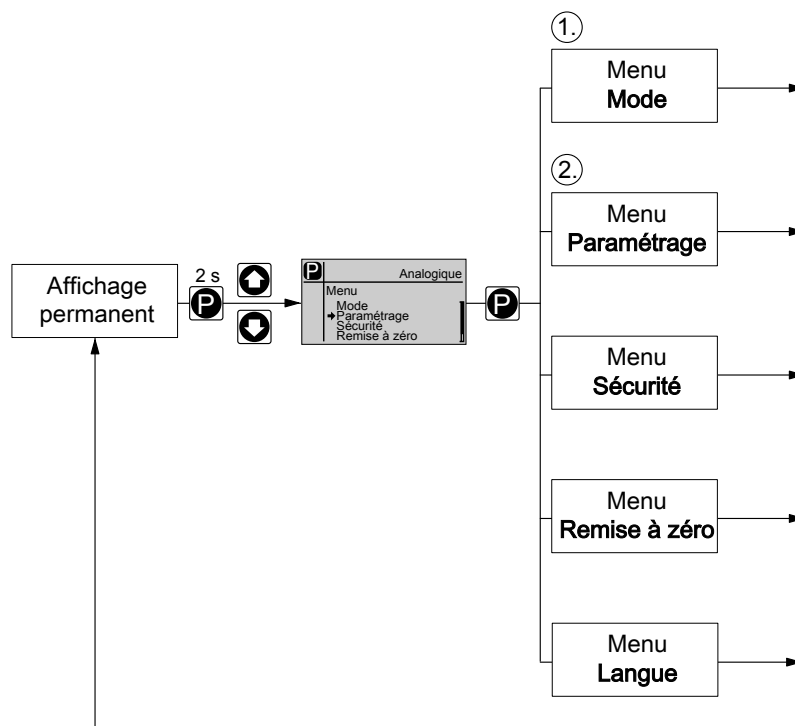 1.
Menu
Mode
2.
Menu
Paramétrage
Affichage
permanent
2 s
P
P
Analogique
Menu
Mode
Paramétrage
Sécurité
Remise à zéro
P
Menu
Sécurité
Menu
Remise à zéro
Menu
Langue